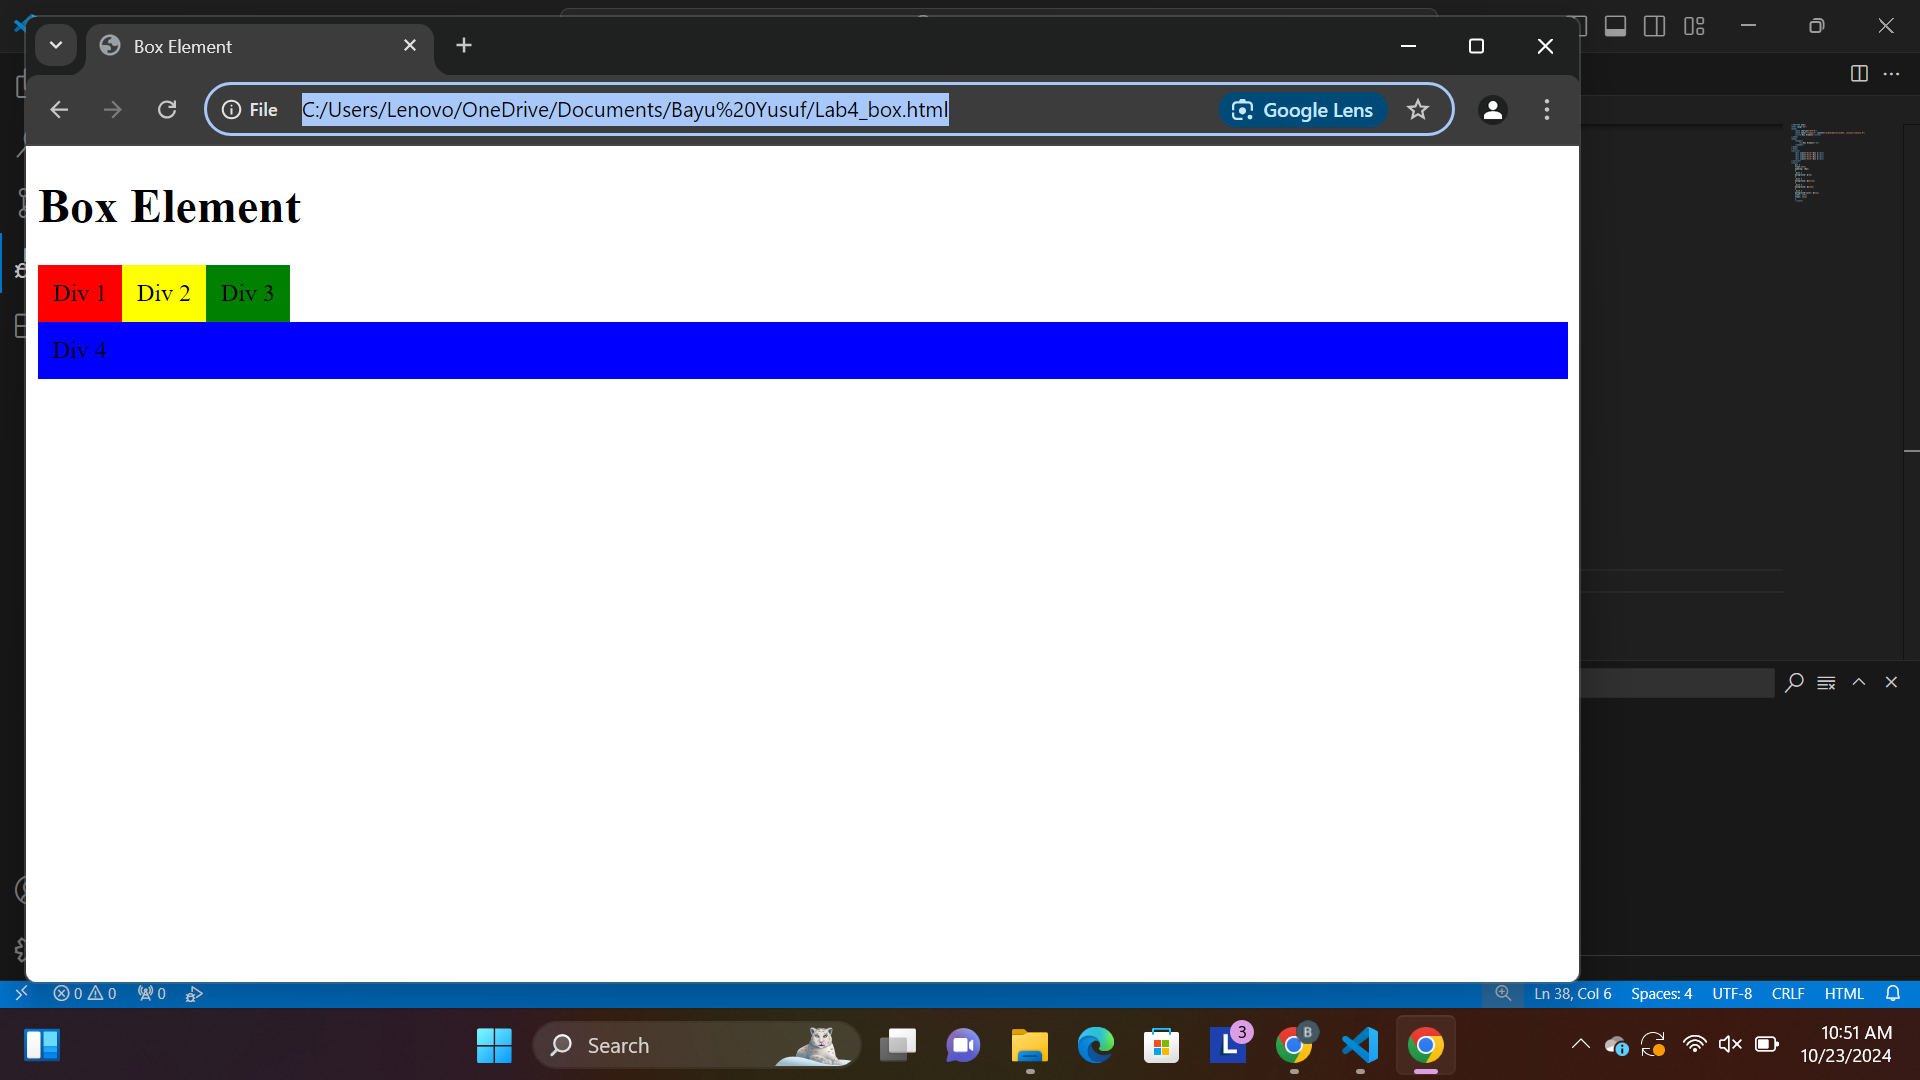 Box Element
File
C:/Users/Lenovo/OneDrive/Documents/Bayu%20Yusuf/Lab4_box.html
Google Lens
Box Element
Div 1 Div 2 Div 3
Div 4
0 0 0
Ln 38, Col 6 Spaces: 4 UTF-8 CRLF HTML
Search
L 3
B
10:51 AM
10/23/2024